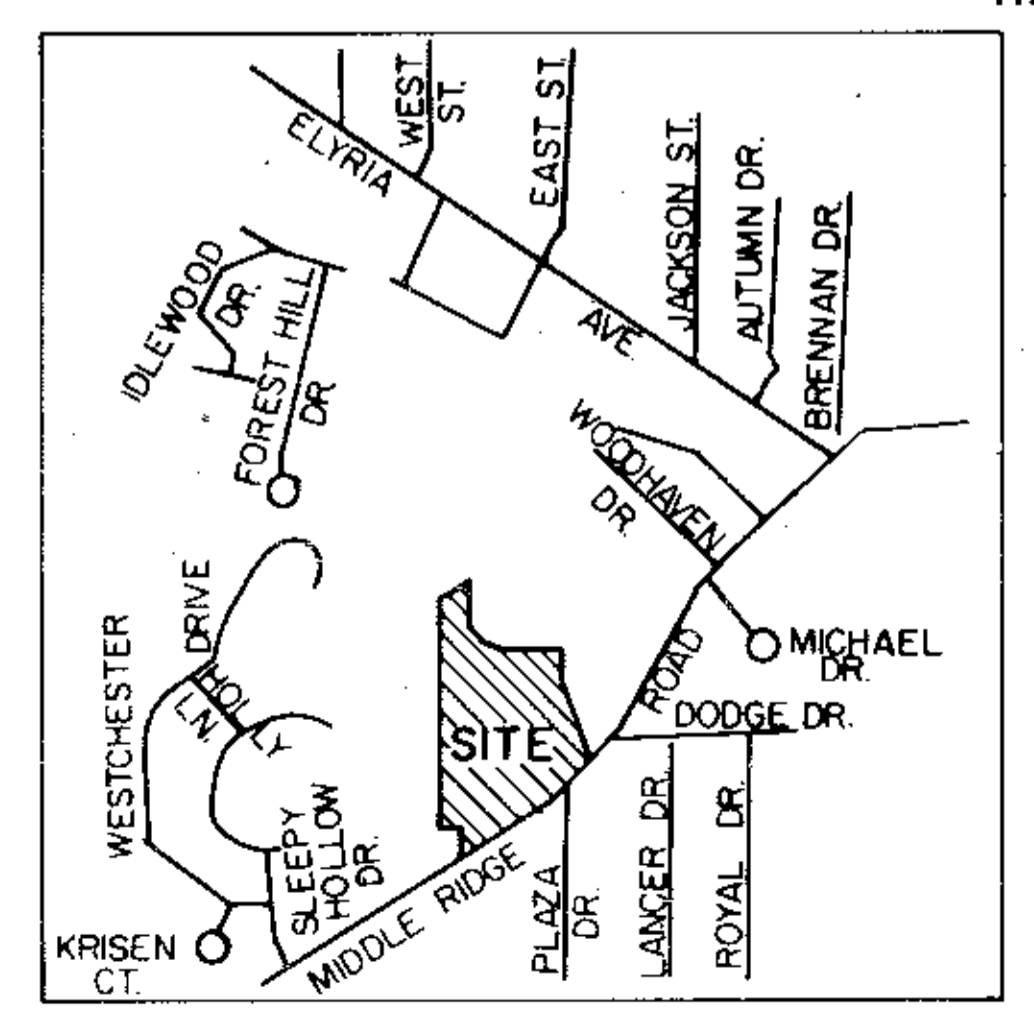 WEST
ST.
EAST ST.
ELYRIA
AVE.
JACKSON ST.
AUTUMN DR.
BRENNAN DR.
IDLEWOOD
DR.
FOREST HILL
DR.
WOODHAVEN
DR.
DRIVE
WESTCHESTER
HOLLY
LN.
SITE
ROAD
MICHAEL
DR.
DODGE DR.
SLEEPY
HOLLOW
DR.
MIDDLE RIDGE
PLAZA
DR.
LANCER DR.
ROYAL DR.
KRISEN
CT.